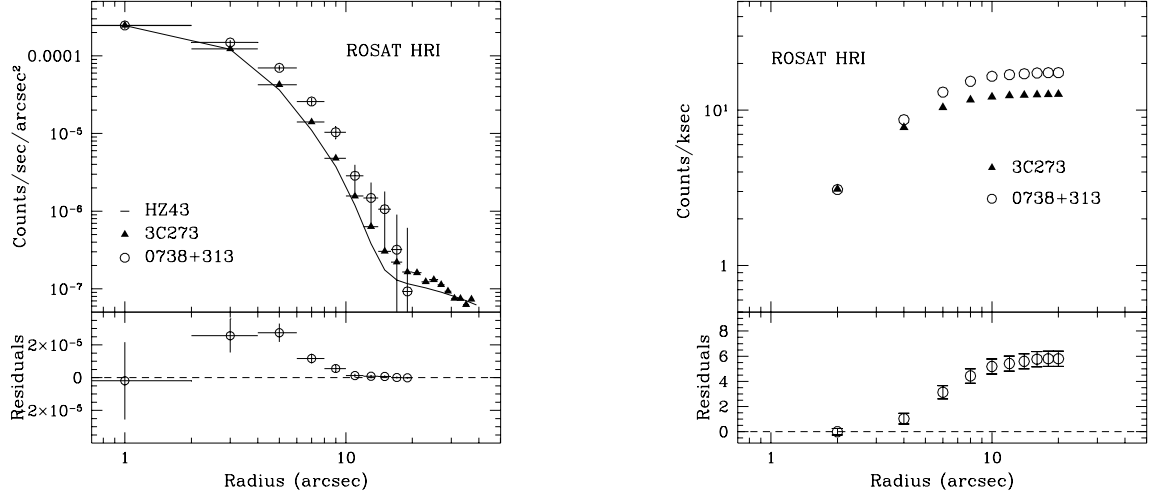 ROSAT HRI
Counts/sec/arcsec²
0.0001
10⁻⁵
10⁻⁶
10⁻⁷
HZ43
3C273
0738+313
Residuals
2×10⁻⁵
0
2×10⁻⁵
1
10
Radius (arcsec)
ROSAT HRI
Counts/ksec
10¹
1
3C273
0738+313
Residuals
8
6
4
2
0
1
10
Radius (arcsec)